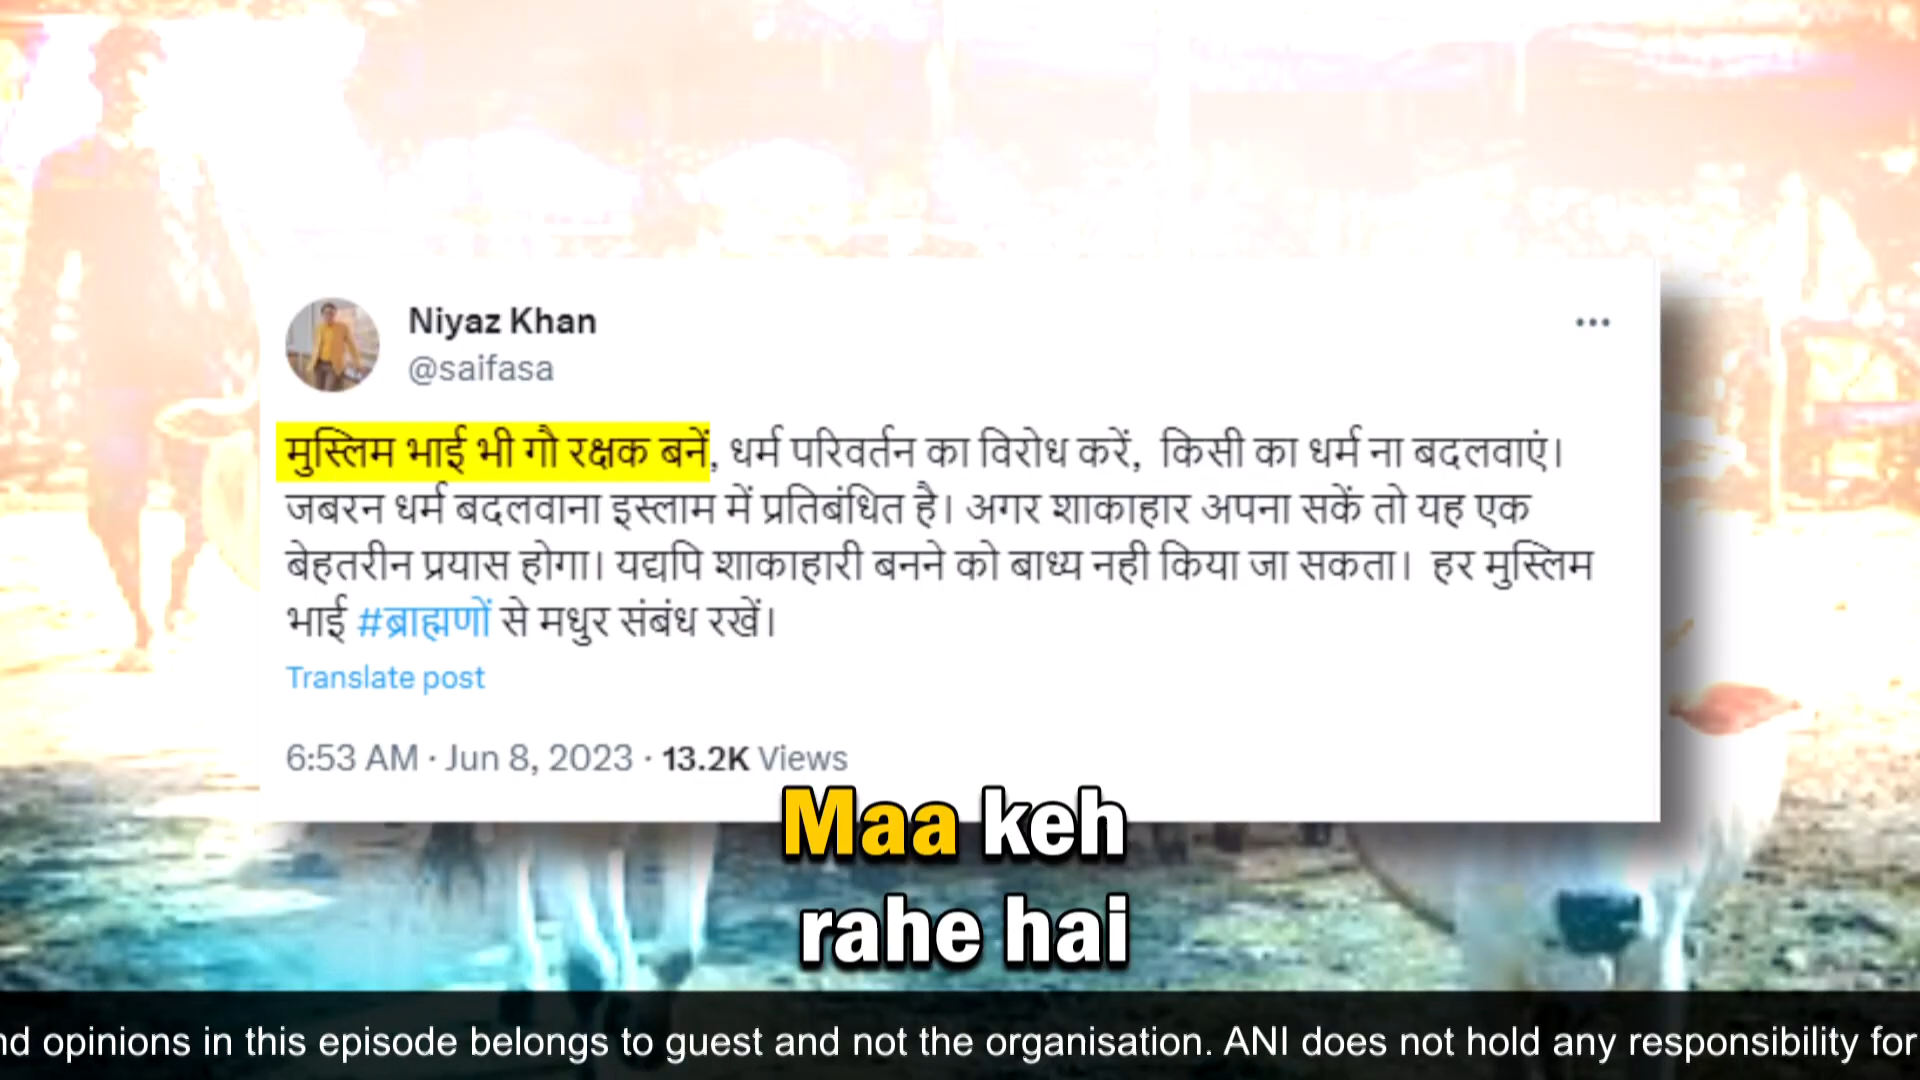 Niyaz Khan
@saifasa
मुस्लिम भाई भी गौ रक्षक बनें, धर्म परिवर्तन का विरोध करें, किसी का धर्म ना बदलवाएं।
जबरन धर्म बदलवाना इस्लाम में प्रतिबंधित है। अगर शाकाहार अपना सकें तो यह एक
बेहतरीन प्रयास होगा। यद्यपि शाकाहारी बनने को बाध्य नही किया जा सकता। हर मुस्लिम
भाई #ब्राह्मणों से मधुर संबंध रखें।
Translate post
6:53 AM · Jun 8, 2023 · 13.2K Views
Maa keh
rahe hai
nd opinions in this episode belongs to guest and not the organisation. ANI does not hold any responsibility for